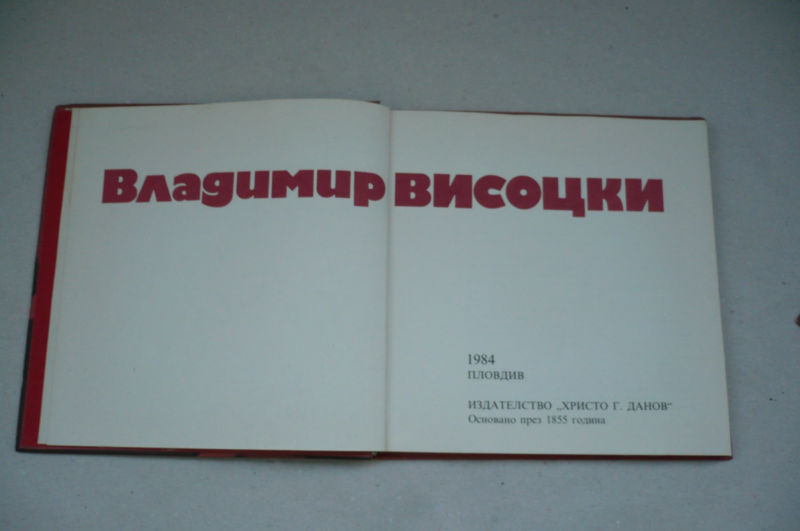 Владимир ВИСОЦКИ
1984
ПЛОВДИВ
ИЗДАТЕЛСТВО „ХРИСТО Г. ДАНОВ“
Основано през 1855 година